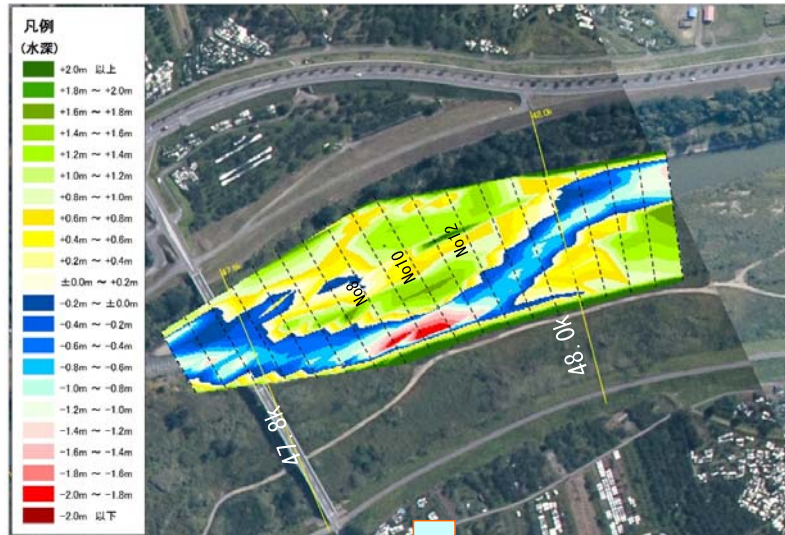 凡例
(水深)
+2.0m 以上
+1.8m ～ +2.0m
+1.6m ～ +1.8m
+1.4m ～ +1.6m
+1.2m ～ +1.4m
+1.0m ～ +1.2m
+0.8m ～ +1.0m
+0.6m ～ +0.8m
+0.4m ～ +0.6m
+0.2m ～ +0.4m
±0.0m ～ +0.2m
-0.2m ～ ±0.0m
-0.4m ～ -0.2m
-0.6m ～ -0.4m
-0.8m ～ -0.6m
-1.0m ～ -0.8m
-1.2m ～ -1.0m
-1.4m ～ -1.2m
-1.6m ～ -1.4m
-1.8m ～ -1.6m
-2.0m ～ -1.8m
-2.0m 以下
48.0k
No12
No10
No8
48.0k
47.8k